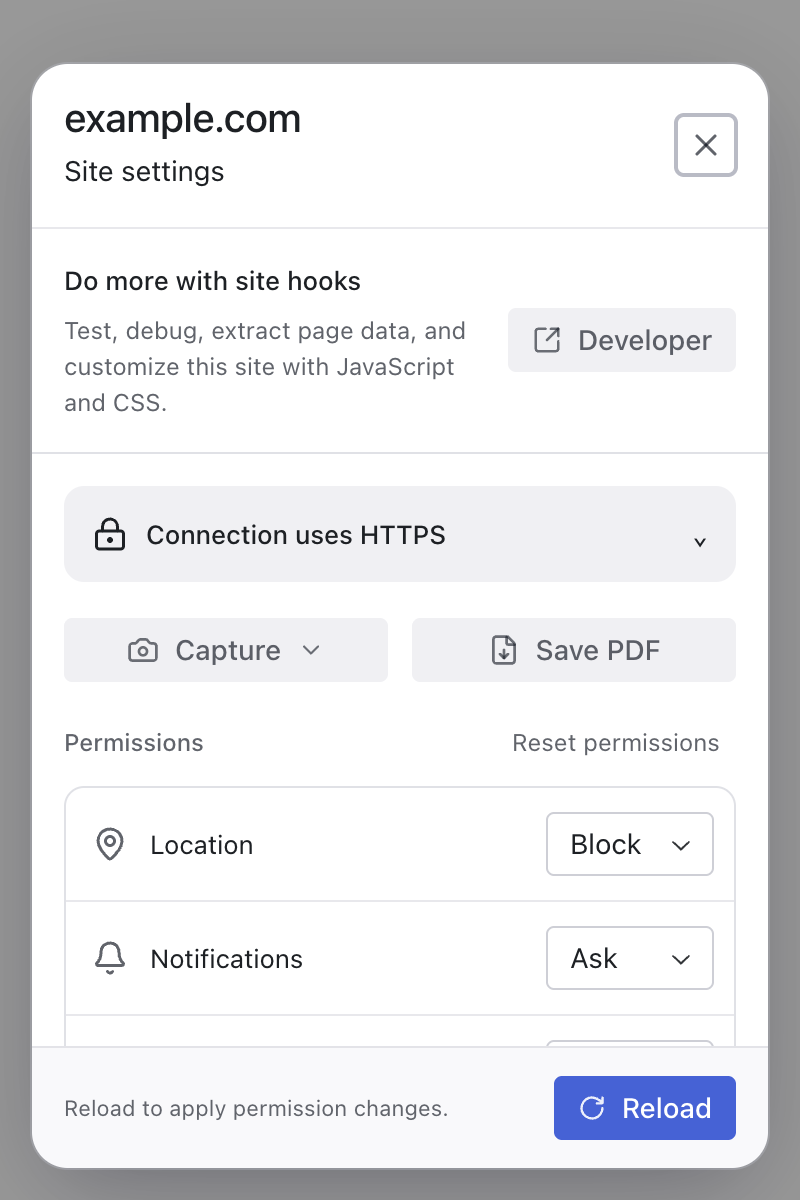 example.com
Site settings
Do more with site hooks
Test, debug, extract page data, and
customize this site with JavaScript
and CSS.
Developer
Connection uses HTTPS
Capture
Save PDF
Permissions
Reset permissions
Location
Block
Notifications
Ask
Reload to apply permission changes.
Reload